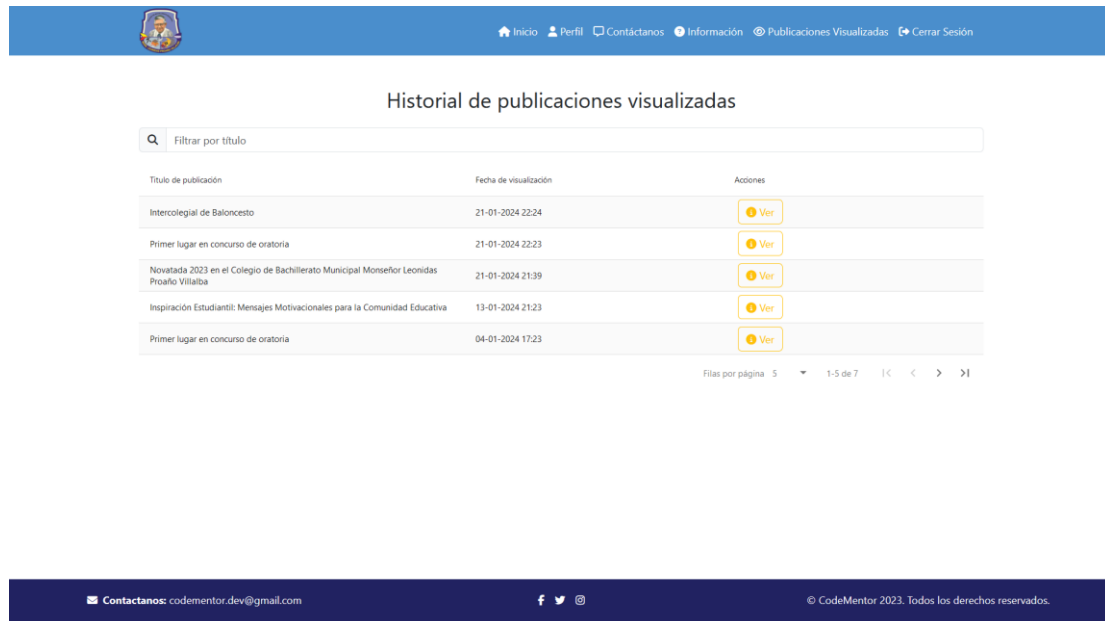 Inicio Perfil Contáctanos Información Publicaciones Visualizadas Cerrar Sesión
Historial de publicaciones visualizadas
Filtrar por título
Título de publicación Fecha de visualización Acciones
Intercolegial de Baloncesto 21-01-2024 22:24 Ver
Primer lugar en concurso de oratoria 21-01-2024 22:23 Ver
Novatada 2023 en el Colegio de Bachillerato Municipal Monseñor Leonidas
Proaño Villalba 21-01-2024 21:39 Ver
Inspiración Estudiantil: Mensajes Motivacionales para la Comunidad Educativa 13-01-2024 21:23 Ver
Primer lugar en concurso de oratoria 04-01-2024 17:23 Ver
Filas por página 5 1-5 de 7
Contactanos: codementor.dev@gmail.com © CodeMentor 2023. Todos los derechos reservados.